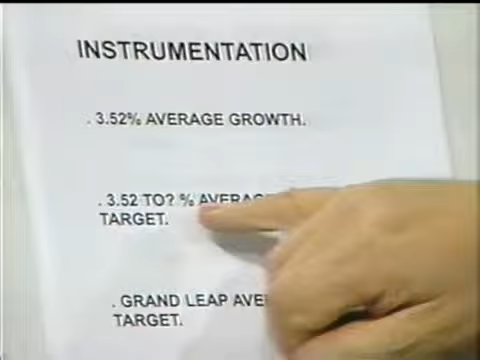 INSTRUMENTATION
. 3.52% AVERAGE GROWTH.
. 3.52 TO? % AVERAGE
TARGET.
. GRAND LEAP AVE
TARGET.